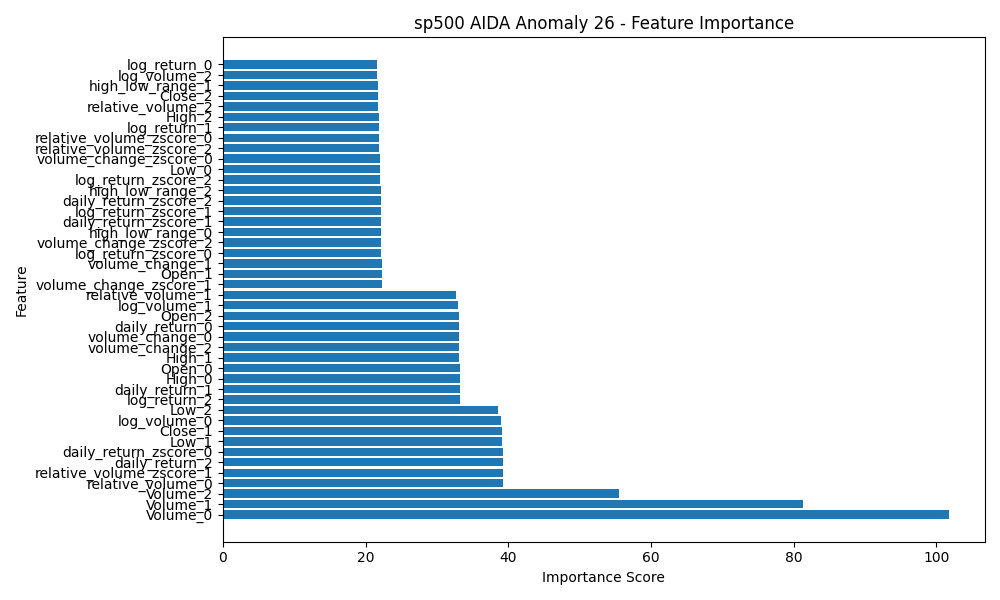 sp500 AIDA Anomaly 26 - Feature Importance
log_return_0
log_volume_2
high_low_range_1
Close_2
relative_volume_2
High_2
log_return_1
relative_volume_zscore_0
relative_volume_zscore_2
volume_change_zscore_0
Low_0
log_return_zscore_2
high_low_range_2
daily_return_zscore_2
log_return_zscore_1
daily_return_zscore_1
high_low_range_0
volume_change_zscore_2
log_return_zscore_0
volume_change_1
Open_1
volume_change_zscore_1
relative_volume_1
log_volume_1
Open_2
daily_return_0
volume_change_0
volume_change_2
High_1
Open_0
High_0
daily_return_1
log_return_2
Low_2
log_volume_0
Close_1
Low_1
daily_return_zscore_0
daily_return_2
relative_volume_zscore_1
relative_volume_0
Volume_2
Volume_1
Volume_0
Feature
0 20 40 60 80 100
Importance Score